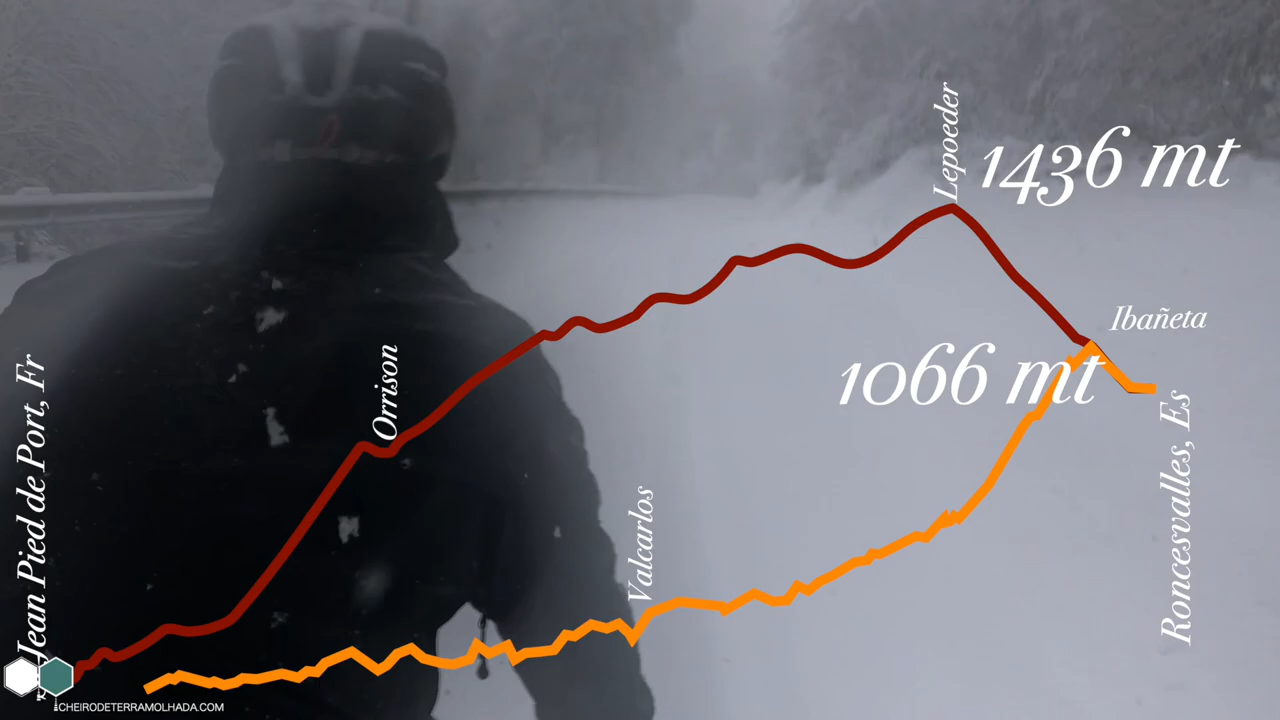 Lepoeder
1436 mt
Ibañeta
1066 mt
Orrison
Jean Pied de Port, Fr
Valcarlos
Roncesvalles, Es
CHEIRODETERRAMOLHADA.COM